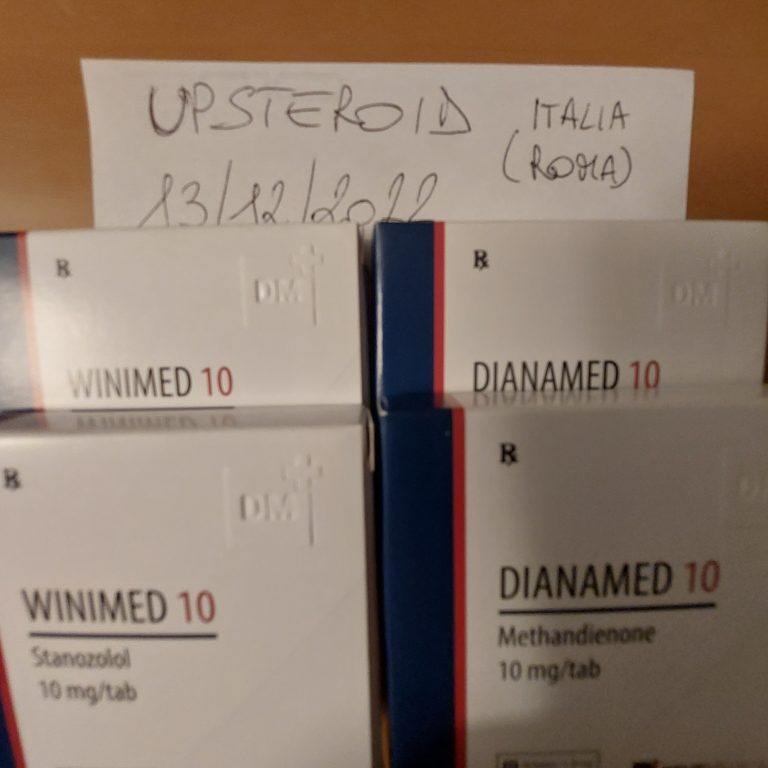 UPSTEROID
ITALIA
(ROMA)
13/12/2022
℞
DM
WINIMED 10
℞
DM
DIANAMED 10
℞
DM
WINIMED 10
Stanozolol
10 mg/tab
℞
DIANAMED 10
Methandienone
10 mg/tab